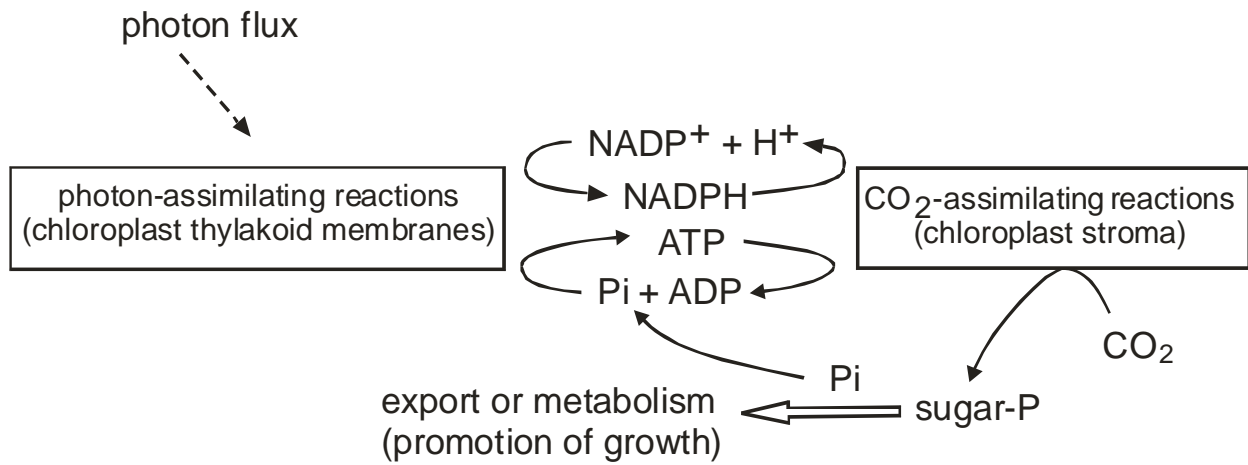 photon flux
NADP⁺ + H⁺
NADPH
ATP
Pi + ADP
photon-assimilating reactions
(chloroplast thylakoid membranes)
CO₂-assimilating reactions
(chloroplast stroma)
CO₂
Pi
sugar-P
export or metabolism
(promotion of growth)